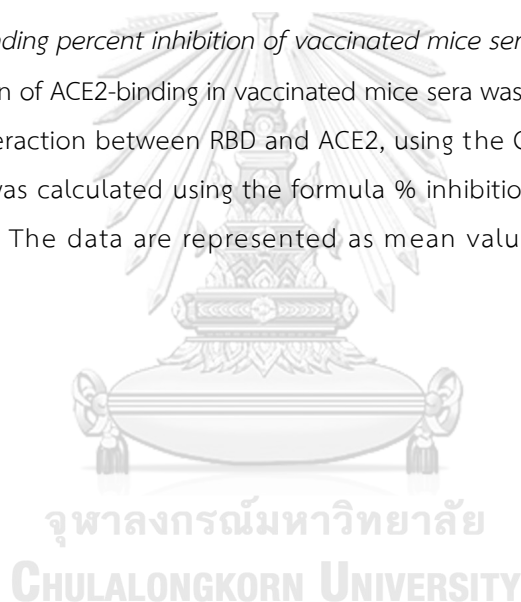 nding percent inhibition of vaccinated mice ser
n of ACE2-binding in vaccinated mice sera was
eraction between RBD and ACE2, using the
was calculated using the formula % inhibitio
The data are represented as mean valu
จุฬาลงกรณ์มหาวิทยาลัย
CHULALONGKORN UNIVERSITY